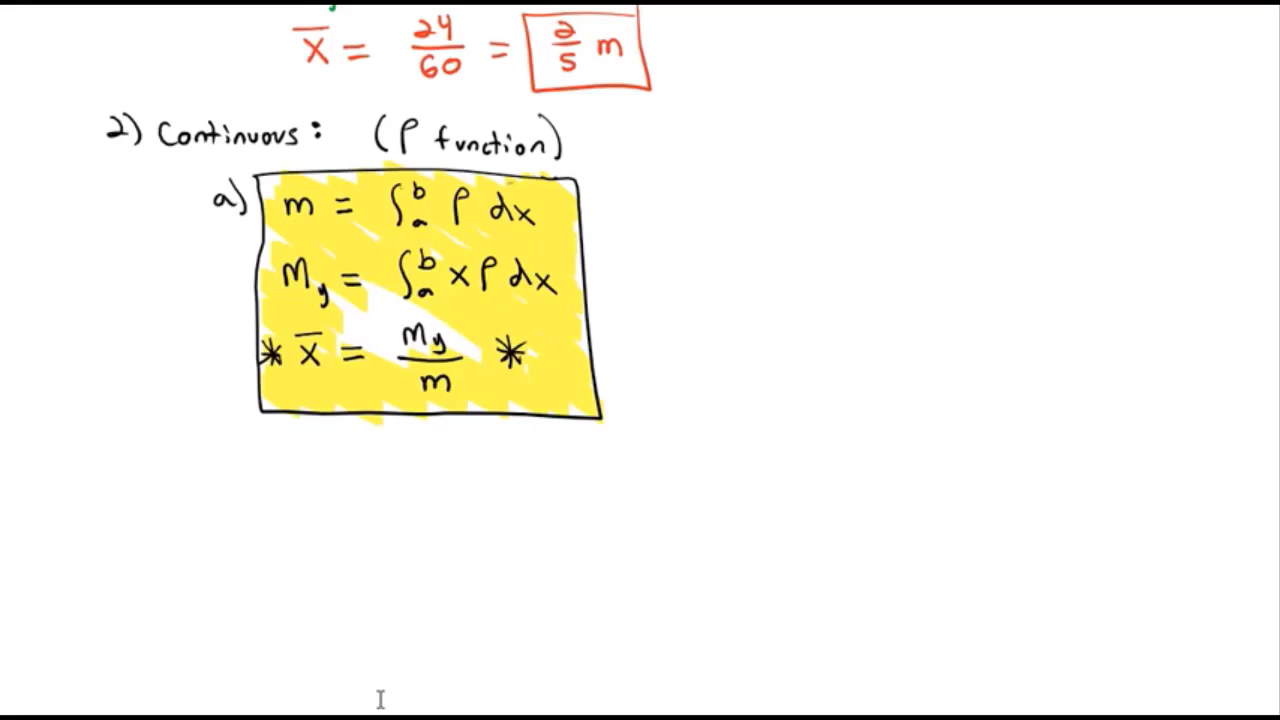 x̄ = 24/60 = 2/5 m
2) Continuous: (ρ function)
a) m = ∫ₐᵇ ρ dx
My = ∫ₐᵇ xρ dx
* x̄ = My/m *